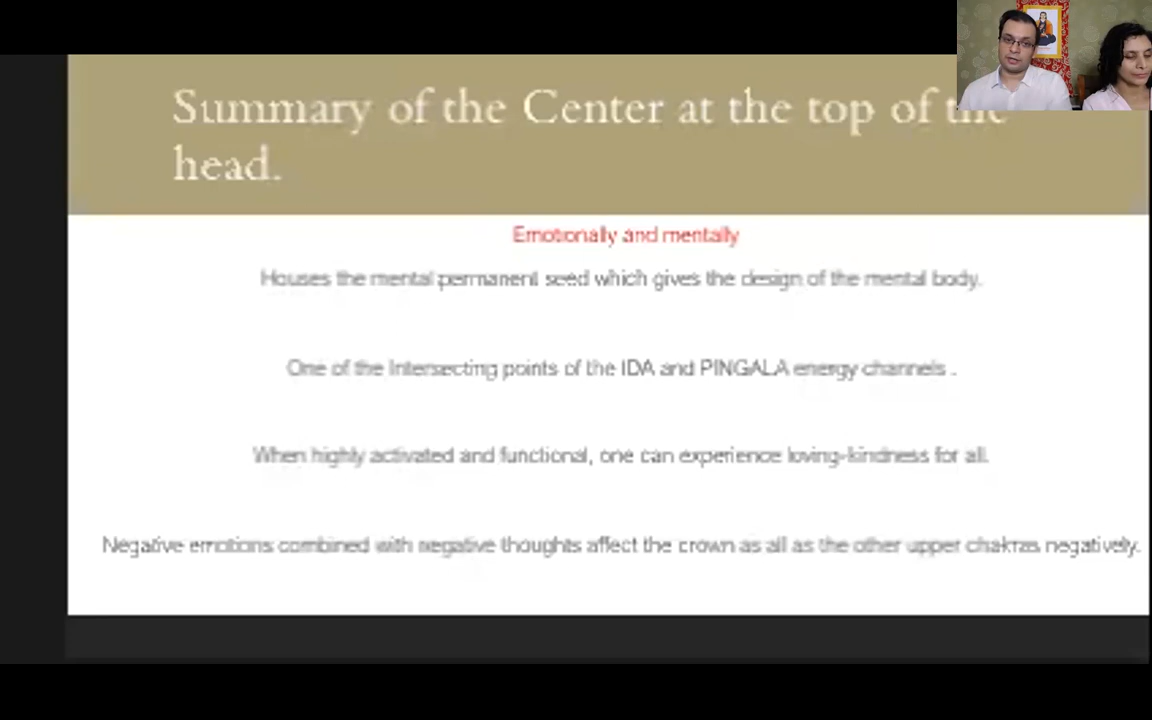 Summary of the Center at the top of the
head.
Emotionally and mentally
Houses the mental permanent seed which gives the design of the mental body.
One of the Intersecting points of the IDA and PINGALA energy channels .
When highly activated and functional, one can experience loving-kindness for all.
Negative emotions combined with negative thoughts affect the crown as all as the other upper chakras negatively.